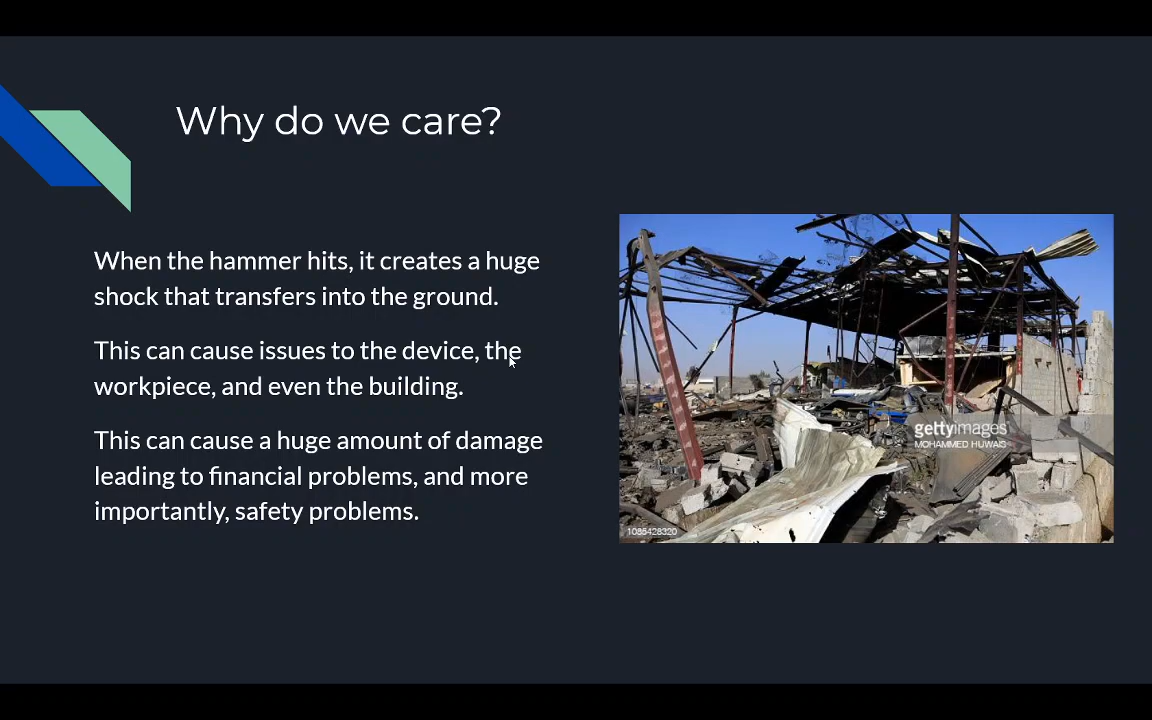 Why do we care?
When the hammer hits, it creates a huge
shock that transfers into the ground.
This can cause issues to the device, the
workpiece, and even the building.
This can cause a huge amount of damage
leading to financial problems, and more
importantly, safety problems.
gettyimages
MOHAMMED HUWAIS
1085428320